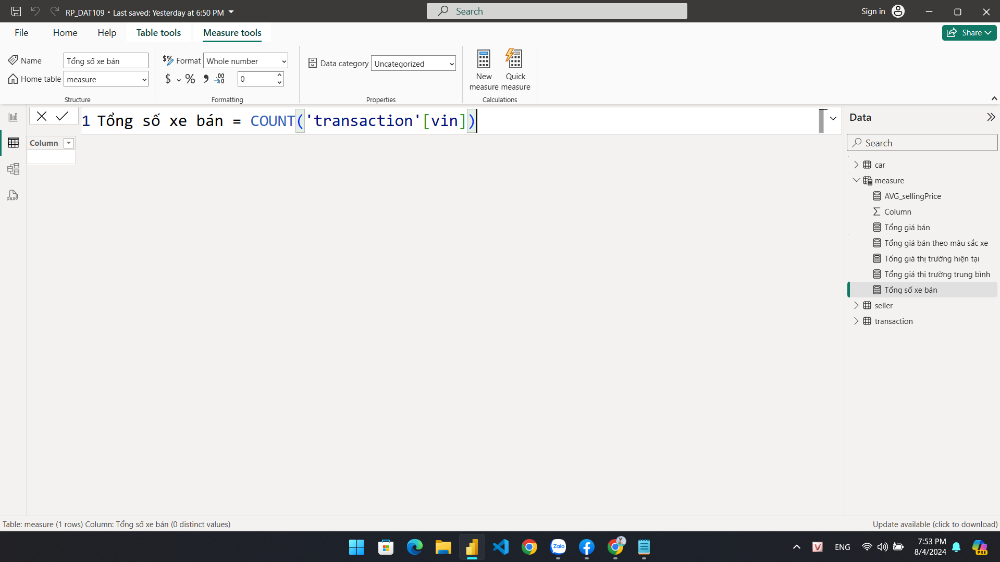 RP_DAT109 • Last saved: Yesterday at 6:50 PM
Search
Sign in
File
Home
Help
Table tools
Measure tools
Share
Name
Tổng số xe bán
Home table
measure
Structure
$%
Format
Whole number
$
%
,
.00
.0
0
Formatting
Data category
Uncategorized
Properties
New measure
Quick measure
Calculations
1 Tổng số xe bán = COUNT('transaction'[vin])
Column
DAX
Data
Search
car
measure
AVG_sellingPrice
Column
Tổng giá bán
Tổng giá bán theo màu sắc xe
Tổng giá thị trường hiện tại
Tổng giá thị trường trung bình
Tổng số xe bán
seller
transaction
Table: measure (1 rows) Column: Tổng số xe bán (0 distinct values)
Update available (click to download)
Zalo
V
ENG
7:53 PM
8/4/2024
PRE